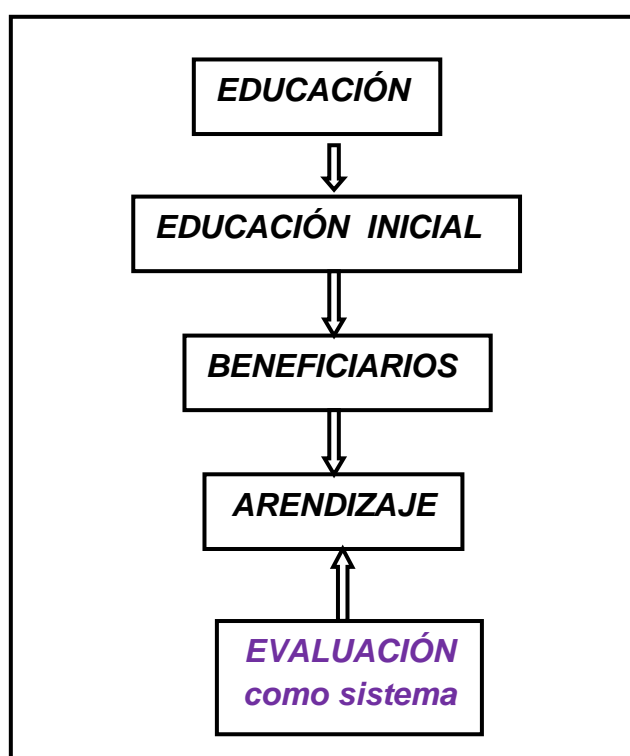 EDUCACIÓN
EDUCACIÓN INICIAL
BENEFICIARIOS
ARENDIZAJE
EVALUACIÓN
como sistema